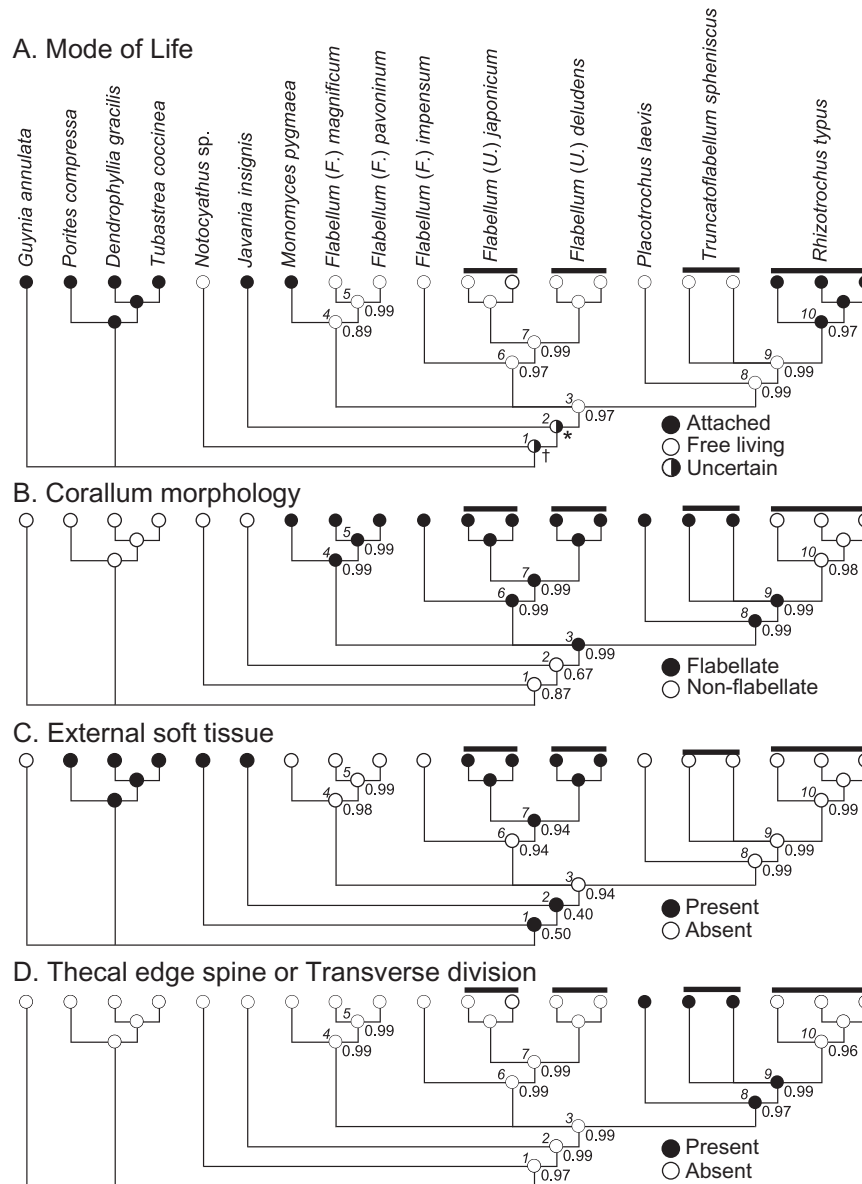 A. Mode of Life
Guynia annulata
Porites compressa
Dendrophyllia gracilis
Tubastrea coccinea
Notocyathus sp.
Javania insignis
Monomyces pygmaea
Flabellum (F.) magnificum
Flabellum (F.) pavoninum
Flabellum (F.) impensum
Flabellum (U.) japonicum
Flabellum (U.) deludens
Placotrochus laevis
Truncatoflabellum spheniscus
Rhizotrochus typus
5
0.99
4
0.89
10
0.97
7
0.99
6
0.97
9
0.99
8
0.99
3
0.97
2
*
1
†
Attached
Free living
Uncertain
B. Corallum morphology
5
0.99
4
0.99
10
0.98
7
0.99
6
0.99
9
0.99
8
0.99
3
0.99
2
0.67
1
0.87
Flabellate
Non-flabellate
C. External soft tissue
5
0.99
4
0.98
10
0.99
7
0.94
6
0.94
9
0.99
8
0.99
3
0.94
2
0.40
1
0.50
Present
Absent
D. Thecal edge spine or Transverse division
5
0.99
4
0.99
10
0.96
7
0.99
6
0.99
9
0.99
8
0.97
3
0.99
2
0.99
1
0.97
Present
Absent